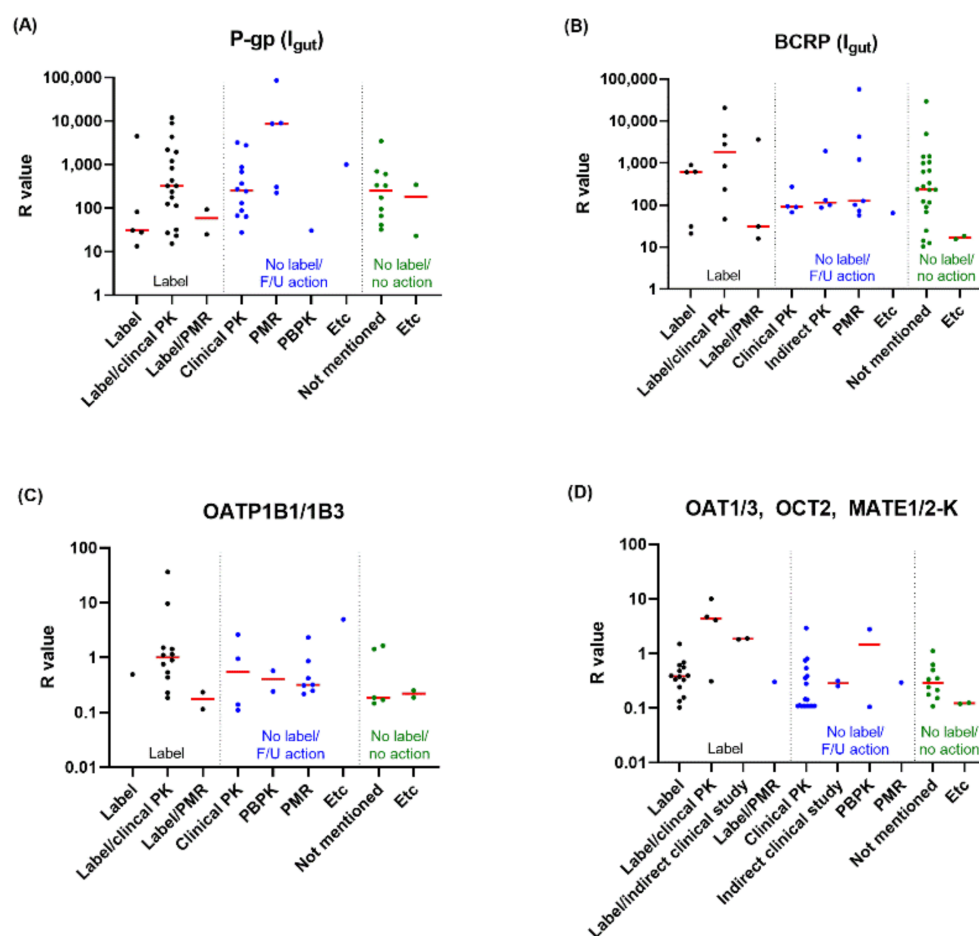 (A)
P-gp (Igut)
R value
100,000
10,000
1,000
100
10
1
Label
No label/
F/U action
No label/
no action
Label
Label/clincal PK
Label/PMR
Clinical PK
PMR
PBPK
Etc
Not mentioned
Etc
(B)
BCRP (Igut)
R value
100,000
10,000
1,000
100
10
1
Label
No label/
F/U action
No label/
no action
Label
Label/clincal PK
Label/PMR
Clinical PK
Indirect PK
PMR
Etc
Not mentioned
Etc
(C)
OATP1B1/1B3
R value
100
10
1
0.1
0.01
Label
No label/
F/U action
No label/
no action
Label
Label/clincal PK
Label/PMR
Clinical PK
PBPK
PMR
Etc
Not mentioned
Etc
(D)
OAT1/3, OCT2, MATE1/2-K
R value
100
10
1
0.1
0.01
Label
No label/
F/U action
No label/
no action
Label
Label/clincal PK
Label/indirect clinical study
Label/PMR
Clinical PK
Indirect clinical study
PBPK
PMR
Not mentioned
Etc